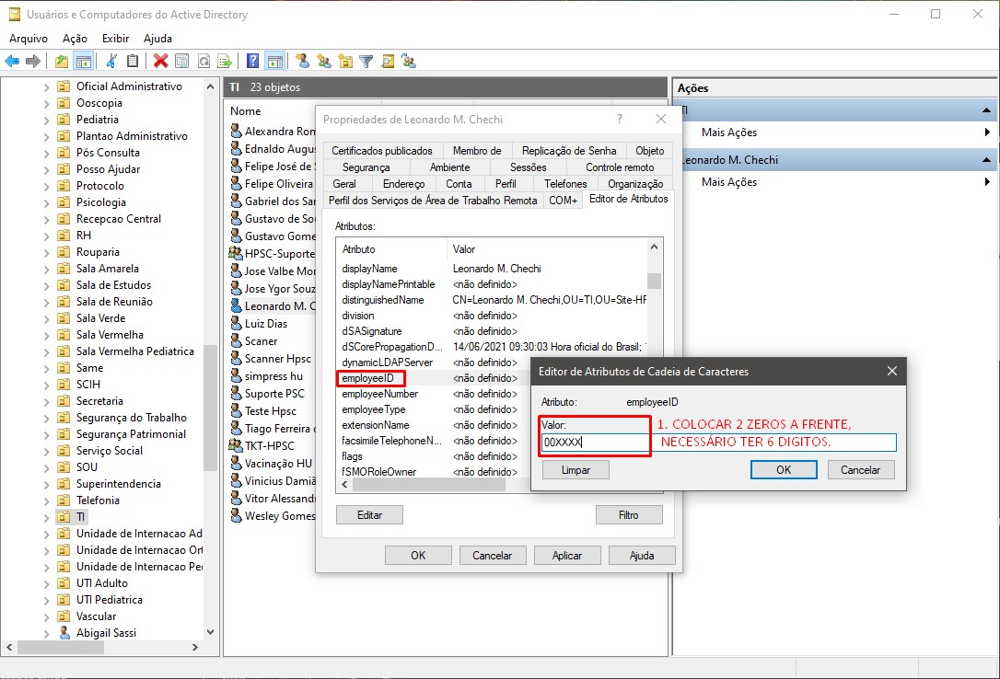 Usuários e Computadores do Active Directory
Arquivo Ação Exibir Ajuda
Oficial Administrativo
Ooscopia
Pediatria
Plantao Administrativo
Pós Consulta
Posso Ajudar
Protocolo
Psicologia
Recepcao Central
RH
Rouparia
Sala Amarela
Sala de Estudos
Sala de Reunião
Sala Verde
Sala Vermelha
Sala Vermelha Pediatrica
Same
SCIH
Secretaria
Segurança do Trabalho
Segurança Patrimonial
Serviço Social
SOU
Superintendencia
Telefonia
TI
Unidade de Internacao Ad
Unidade de Internacao Ort
Unidade de Internacao Pe
UTI Adulto
UTI Pediatrica
Vascular
Abigail Sassi
TI 23 objetos
Nome
Alexandra Ron
Ednaldo Augus
Felipe José de S
Felipe Oliveira
Gabriel dos San
Gustavo de Sou
Gustavo Gome
HPSC-Suporte
Jose Valbe Mor
Jose Ygor Souz
Leonardo M. C
Luiz Dias
Scaner
Scanner Hpsc
simpress hu
Suporte PSC
Teste Hpsc
Tiago Ferreira d
TKT-HPSC
Vacinação HU
Vinicius Damiã
Vitor Alessand
Wesley Gomes
Propriedades de Leonardo M. Chechi ?
Certificados publicados Membro de Replicação de Senha Objeto
Segurança Ambiente Sessões Controle remoto
Geral Endereço Conta Perfil Telefones Organização
Perfil dos Serviços de Área de Trabalho Remota COM+ Editor de Atributos
Atributos:
Atributo Valor
displayName Leonardo M. Chechi
displayNamePrintable <não definido>
distinguishedName CN=Leonardo M. Chechi,OU=TI,OU=Site-HF
division <não definido>
dSASignature <não definido>
dSCorePropagationD... 14/06/2021 09:30:03 Hora oficial do Brasil;
dynamicLDAPServer <não definido>
employeeID <não definido>
employeeNumber <não definido>
employeeType <não definido>
extensionName <não definido>
facsimileTelephoneN... <não definido>
flags <não definido>
fSMORoleOwner <não definido>
Editar Filtro
OK Cancelar Aplicar Ajuda
Editor de Atributos de Cadeia de Caracteres
Atributo: employeeID
Valor:
00XXXX
1. COLOCAR 2 ZEROS A FRENTE,
NECESSÁRIO TER 6 DIGITOS.
Limpar OK Cancelar
Ações
TI
Mais Ações
Leonardo M. Chechi
Mais Ações